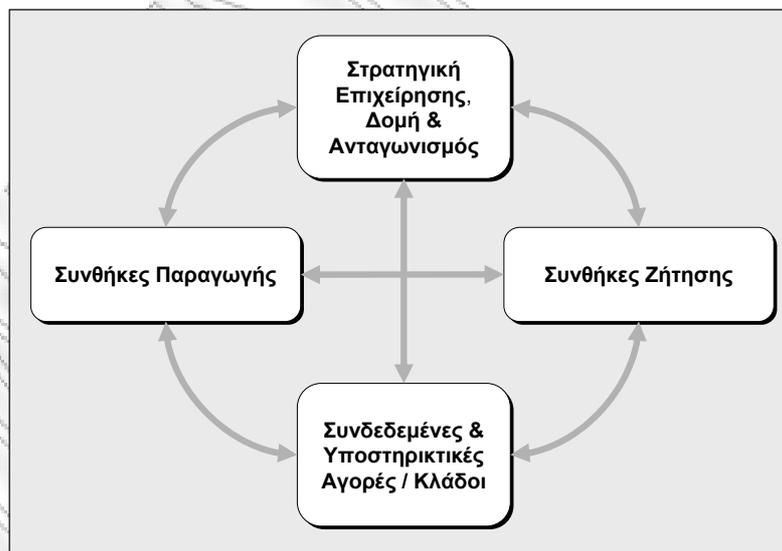 Στρατηγική
Επιχείρησης,
Δομή &
Ανταγωνισμός
Συνθήκες Παραγωγής
Συνθήκες Ζήτησης
Συνδεδεμένες &
Υποστηρικτικές
Αγορές / Κλάδοι